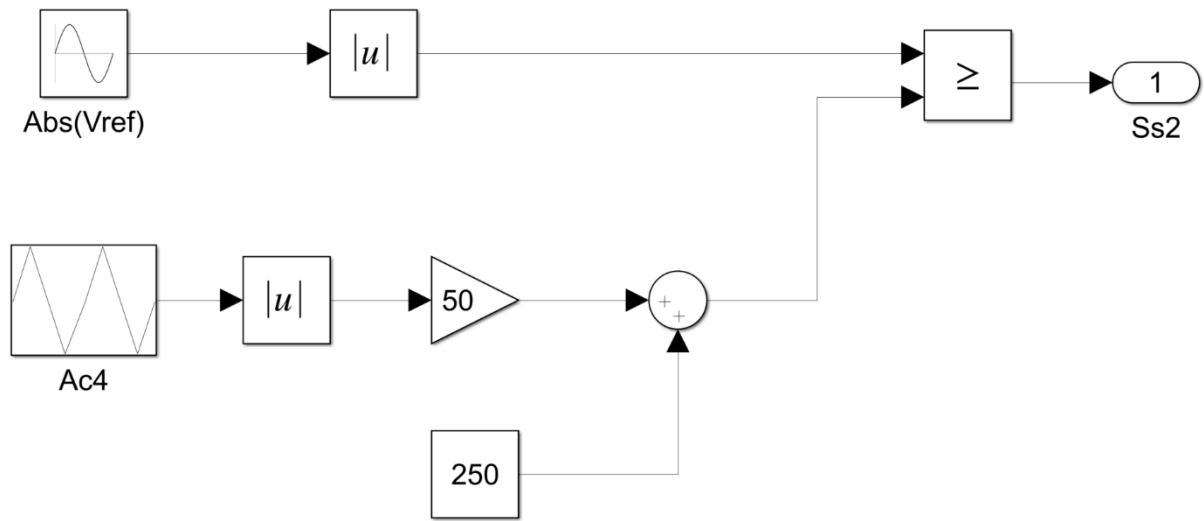 |u|
≥
1
Abs(Vref)
Ss2
|u|
50
+
+
Ac4
250